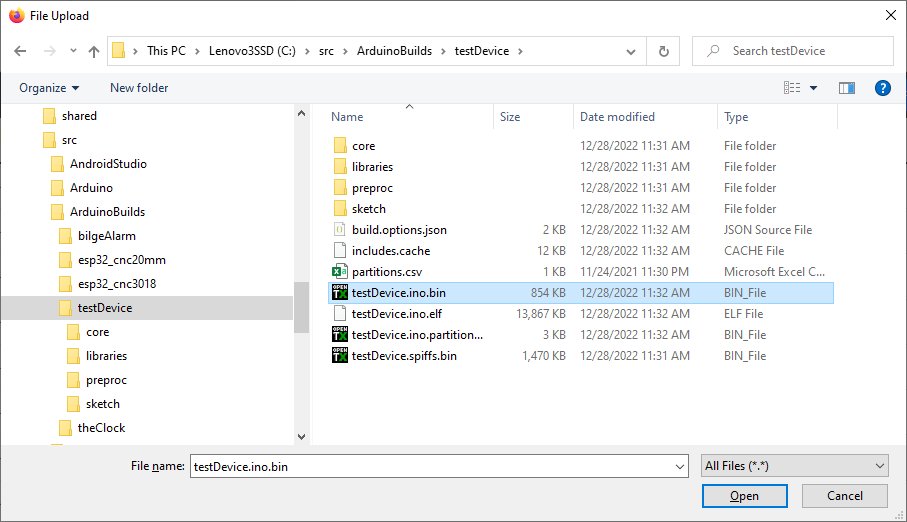 File Upload
This PC > Lenovo3SSD (C:) > src > ArduinoBuilds > testDevice >
Search testDevice
Organize
New folder
shared
src
AndroidStudio
Arduino
ArduinoBuilds
bilgeAlarm
esp32_cnc20mm
esp32_cnc3018
testDevice
core
libraries
preproc
sketch
theClock
Name Size Date modified Type
core 12/28/2022 11:31 AM File folder
libraries 12/28/2022 11:31 AM File folder
preproc 12/28/2022 11:31 AM File folder
sketch 12/28/2022 11:32 AM File folder
build.options.json 2 KB 12/28/2022 11:32 AM JSON Source File
includes.cache 12 KB 12/28/2022 11:32 AM CACHE File
partitions.csv 1 KB 11/24/2021 11:30 PM Microsoft Excel C...
OPEN TX testDevice.ino.bin 854 KB 12/28/2022 11:32 AM BIN_File
testDevice.ino.elf 13,867 KB 12/28/2022 11:32 AM ELF File
OPEN TX testDevice.ino.partition... 3 KB 12/28/2022 11:32 AM BIN_File
OPEN TX testDevice.spiffs.bin 1,470 KB 12/28/2022 11:31 AM BIN_File
File name: testDevice.ino.bin
All Files (*.*)
Open
Cancel